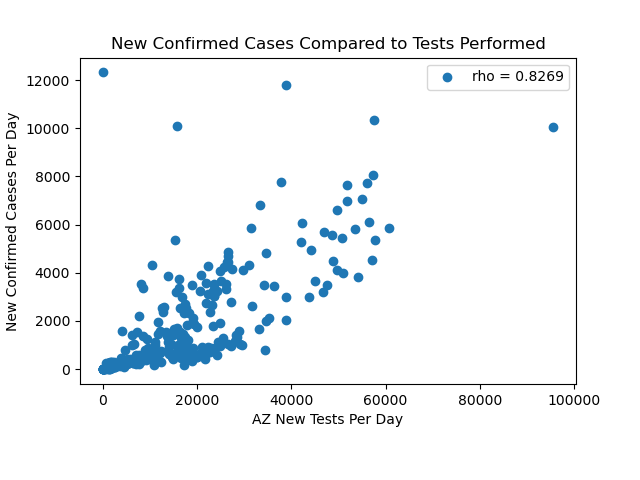 New Confirmed Cases Compared to Tests Performed
rho = 0.8269
New Confirmed Caeses Per Day
12000
10000
8000
6000
4000
2000
0
0 20000 40000 60000 80000 100000
AZ New Tests Per Day